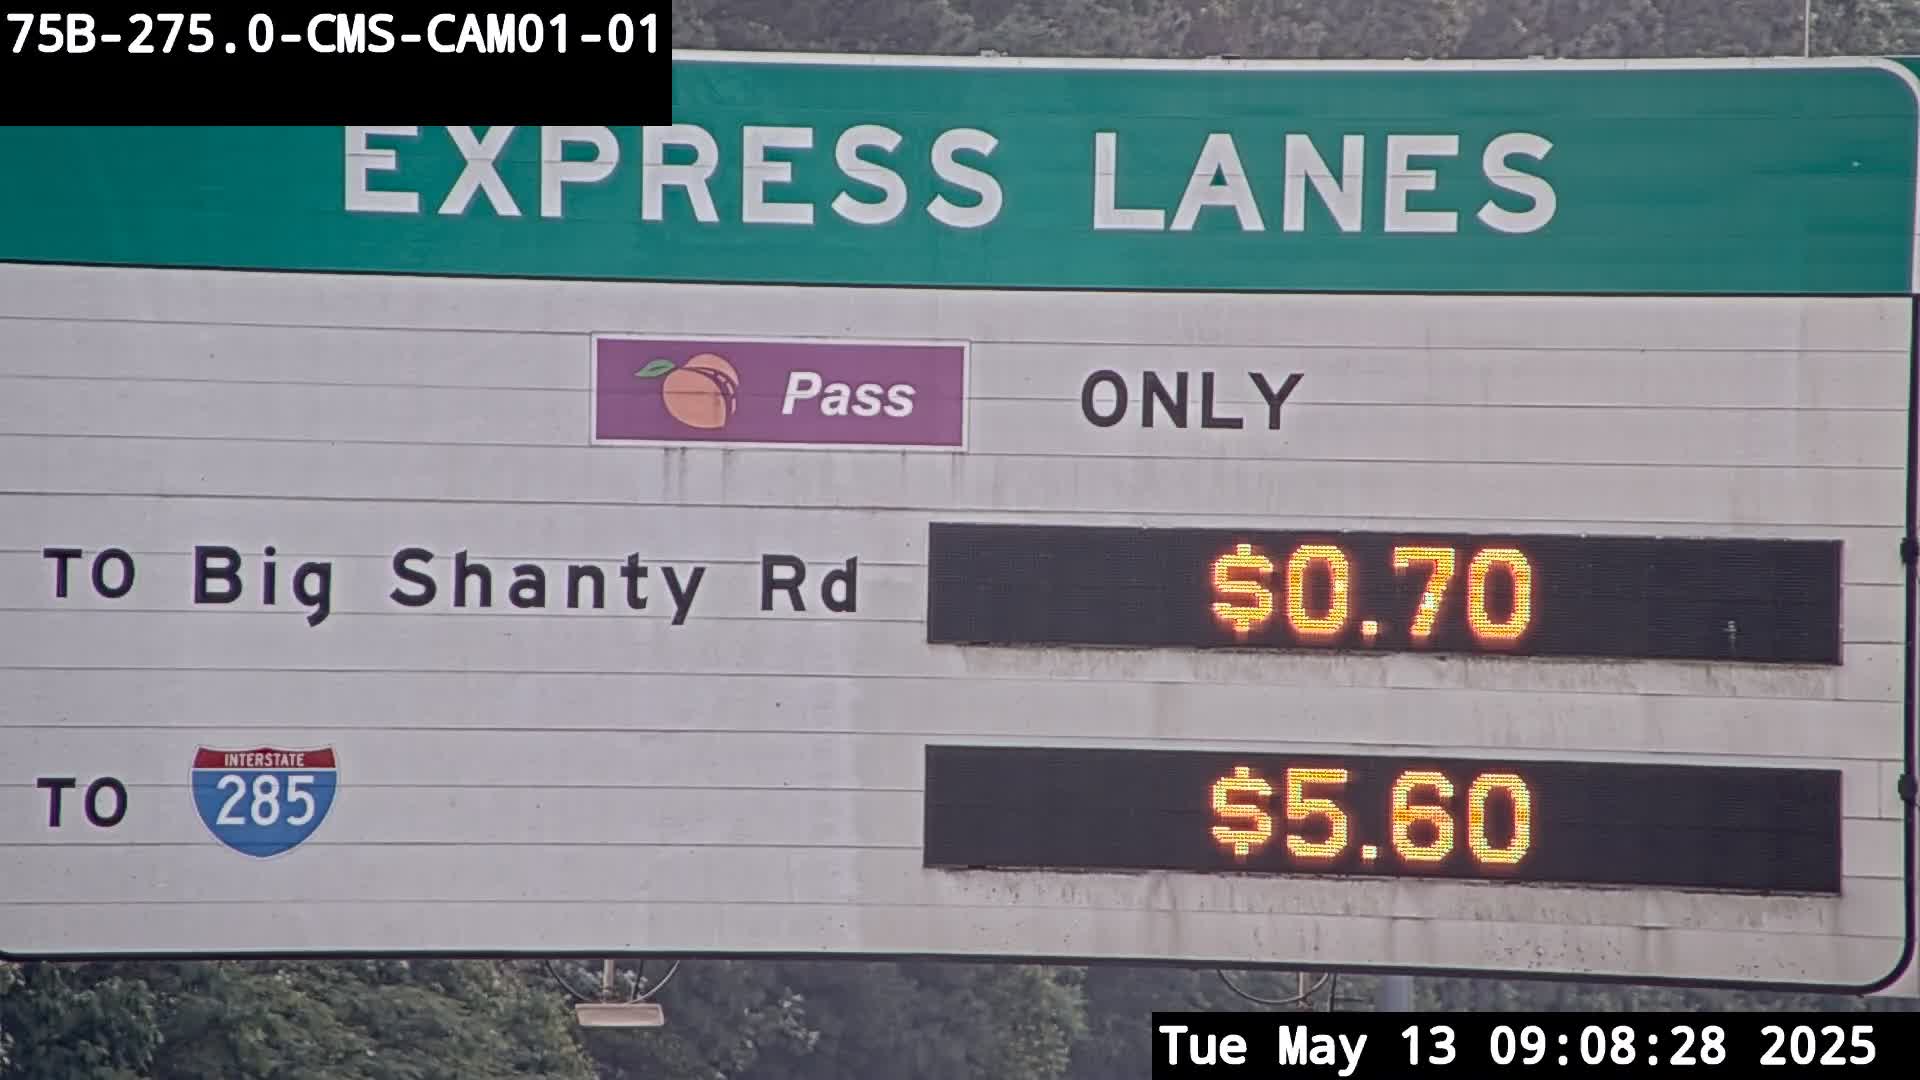 75B-275.0-CMS-CAM01-01
EXPRESS LANES
Pass ONLY
TO Big Shanty Rd $0.70
INTERSTATE
TO 285 $5.60
Tue May 13 09:08:28 2025